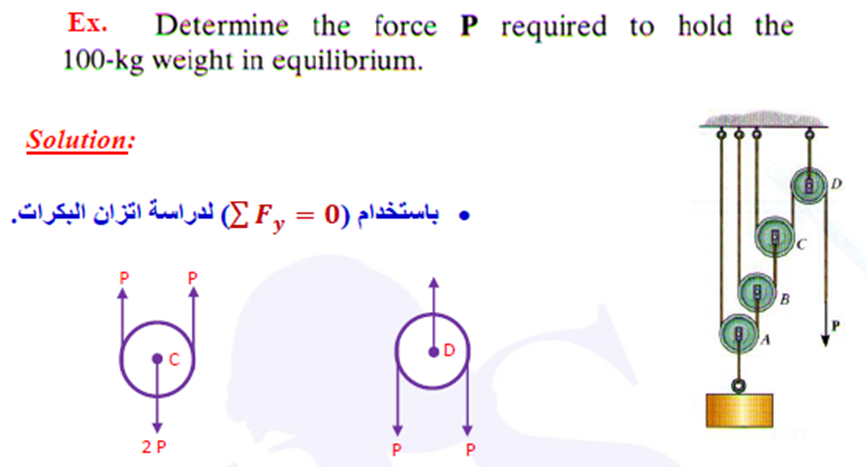 Ex. Determine the force P required to hold the
100-kg weight in equilibrium.
Solution:
• باستخدام (∑ F_y = 0) لدراسة اتزان البكرات.
P P
C
2 P
D
P P
D
C
B
A
P